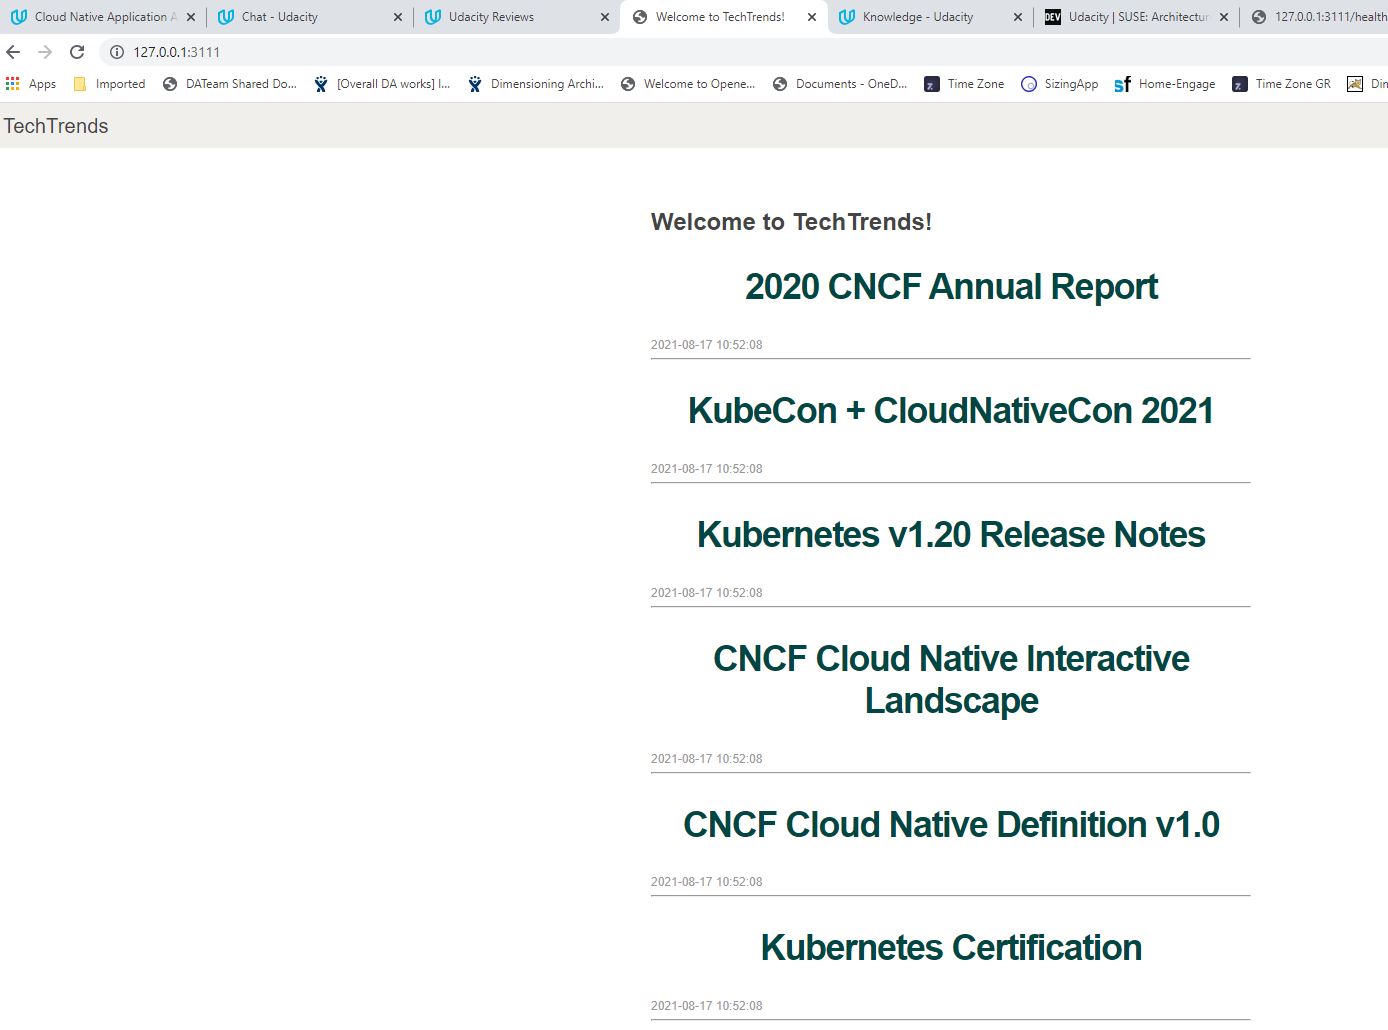 Cloud Native Application A
Chat - Udacity
Udacity Reviews
Welcome to TechTrends!
Knowledge - Udacity
DEV
Udacity | SUSE: Architectur
127.0.0.1:3111/health
127.0.0.1:3111
Apps
Imported
DATeam Shared Do...
[Overall DA works] I...
Dimensioning Archi...
Welcome to Opene...
Documents - OneD...
z
Time Zone
SizingApp
sf
Home-Engage
z
Time Zone GR
Din
TechTrends
Welcome to TechTrends!
2020 CNCF Annual Report
2021-08-17 10:52:08
KubeCon + CloudNativeCon 2021
2021-08-17 10:52:08
Kubernetes v1.20 Release Notes
2021-08-17 10:52:08
CNCF Cloud Native Interactive
Landscape
2021-08-17 10:52:08
CNCF Cloud Native Definition v1.0
2021-08-17 10:52:08
Kubernetes Certification
2021-08-17 10:52:08